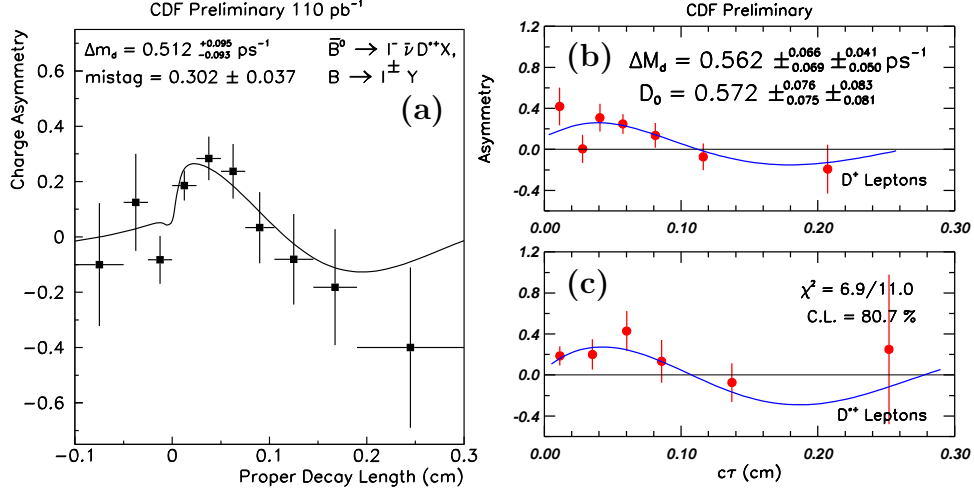 CDF Preliminary 110 pb⁻¹
Δm_d = 0.512 +0.095 −0.093 ps⁻¹
mistag = 0.302 ± 0.037
B̄⁰ → l⁻ ν̄ D*⁺X,
B → l± Y
(a)
Charge Asymmetry
0.6
0.4
0.2
0
-0.2
-0.4
-0.6
-0.1 0 0.1 0.2 0.3
Proper Decay Length (cm)
CDF Preliminary
(b)
ΔM_d = 0.562 ± 0.066 0.069 ± 0.041 0.050 ps⁻¹
D₀ = 0.572 ± 0.076 0.075 ± 0.083 0.081
Asymmetry
1.2
0.8
0.4
0.0
-0.4
D⁺ Leptons
0.00 0.10 0.20 0.30
(c)
χ² = 6.9/11.0
C.L. = 80.7 %
1.2
0.8
0.4
0.0
-0.4
D*⁺ Leptons
0.00 0.10 0.20 0.30
cτ (cm)